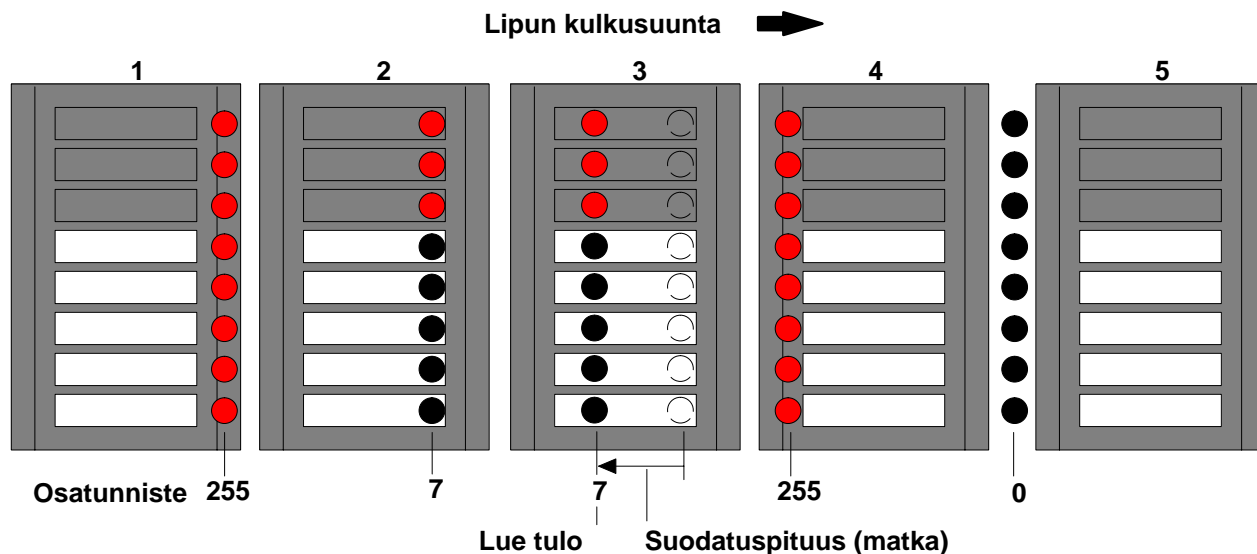 Lipun kulkusuunta
1 2 3 4 5
Osatunniste 255 7 7 255 0
Lue tulo Suodatuspituus (matka)